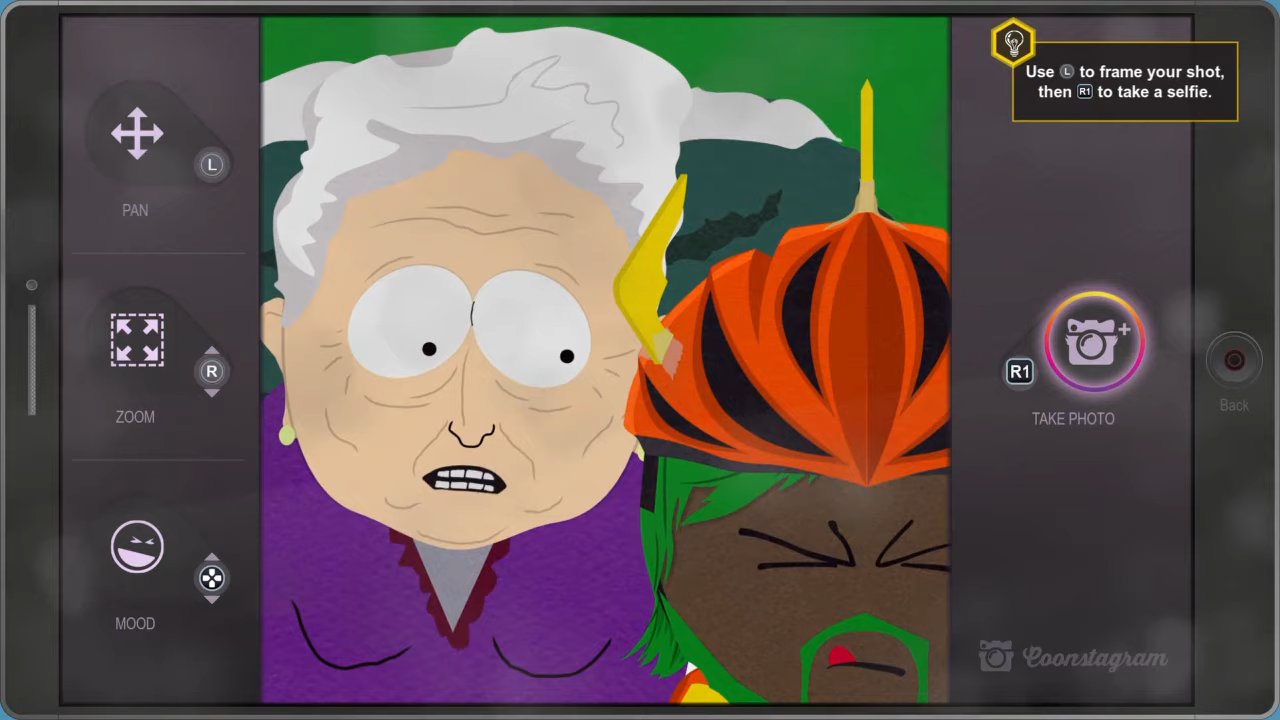 Use L to frame your shot,
then R1 to take a selfie.
L
PAN
R
ZOOM
MOOD
R1
TAKE PHOTO
Back
Coonstagram